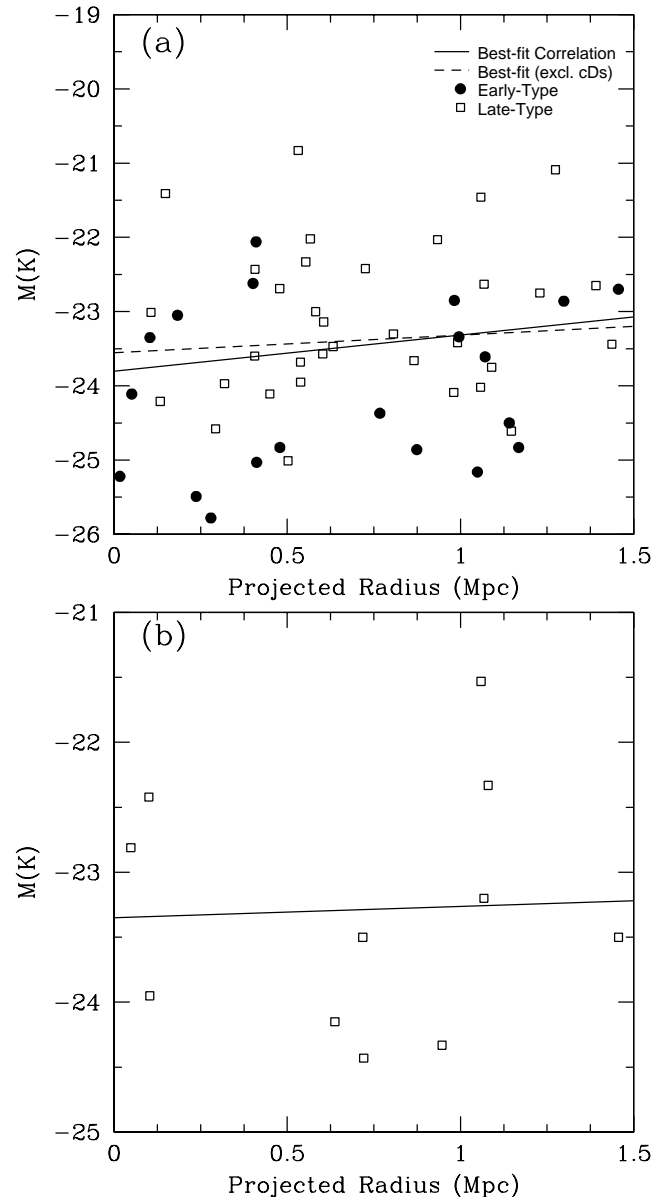 (a)
Best-fit Correlation
Best-fit (excl. cDs)
Early-Type
Late-Type
−19
−20
−21
−22
−23
−24
−25
−26
M(K)
0 0.5 1 1.5
Projected Radius (Mpc)
(b)
−21
−22
−23
−24
−25
M(K)
0 0.5 1 1.5
Projected Radius (Mpc)